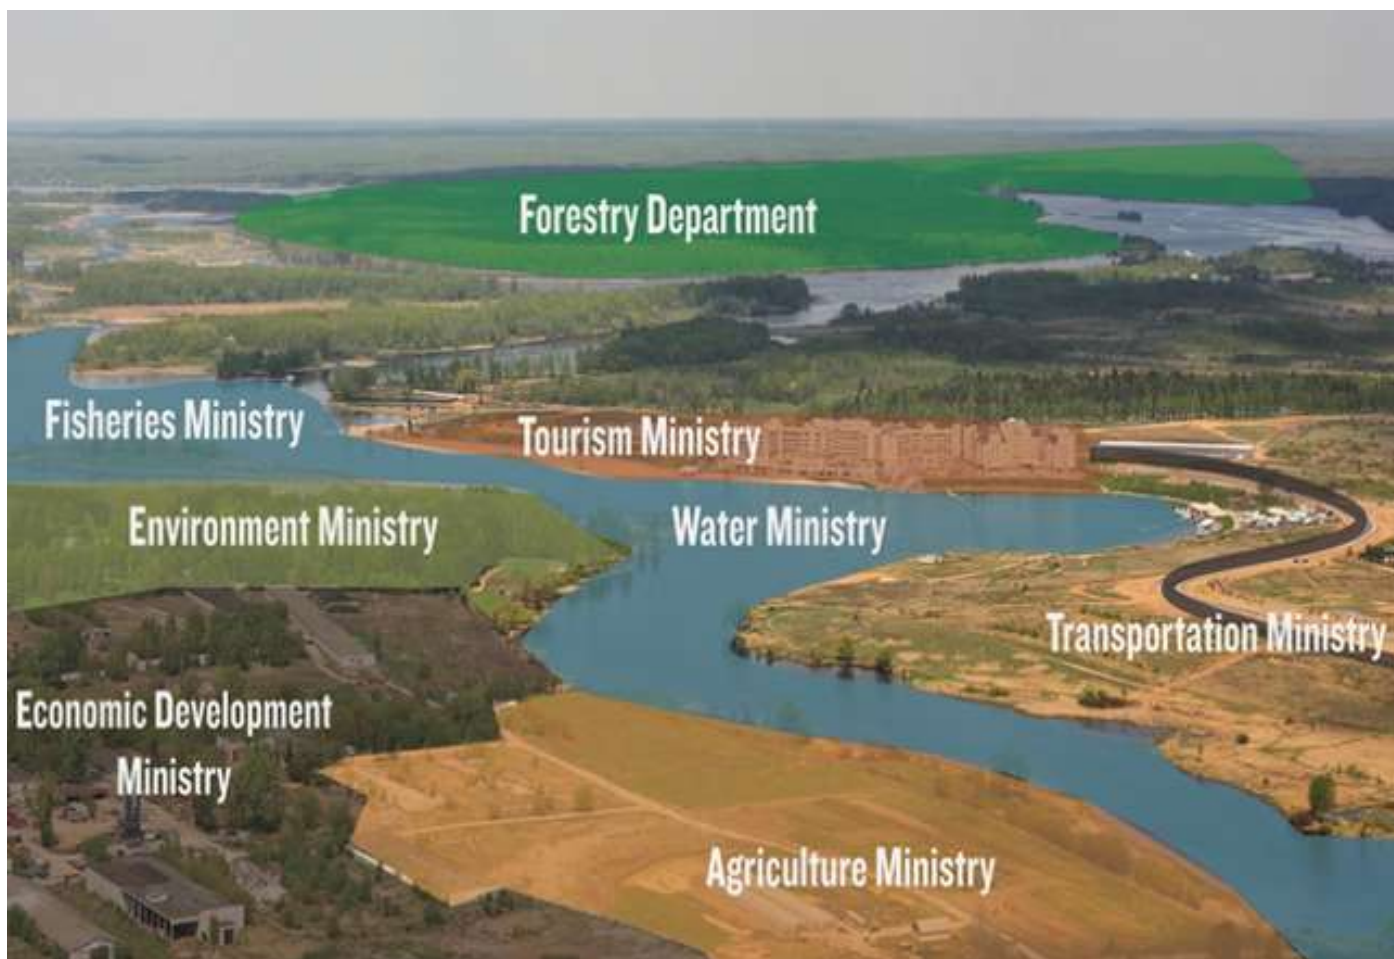 Forestry Department
Fisheries Ministry
Tourism Ministry
Environment Ministry
Water Ministry
Transportation Ministry
Economic Development
Ministry
Agriculture Ministry